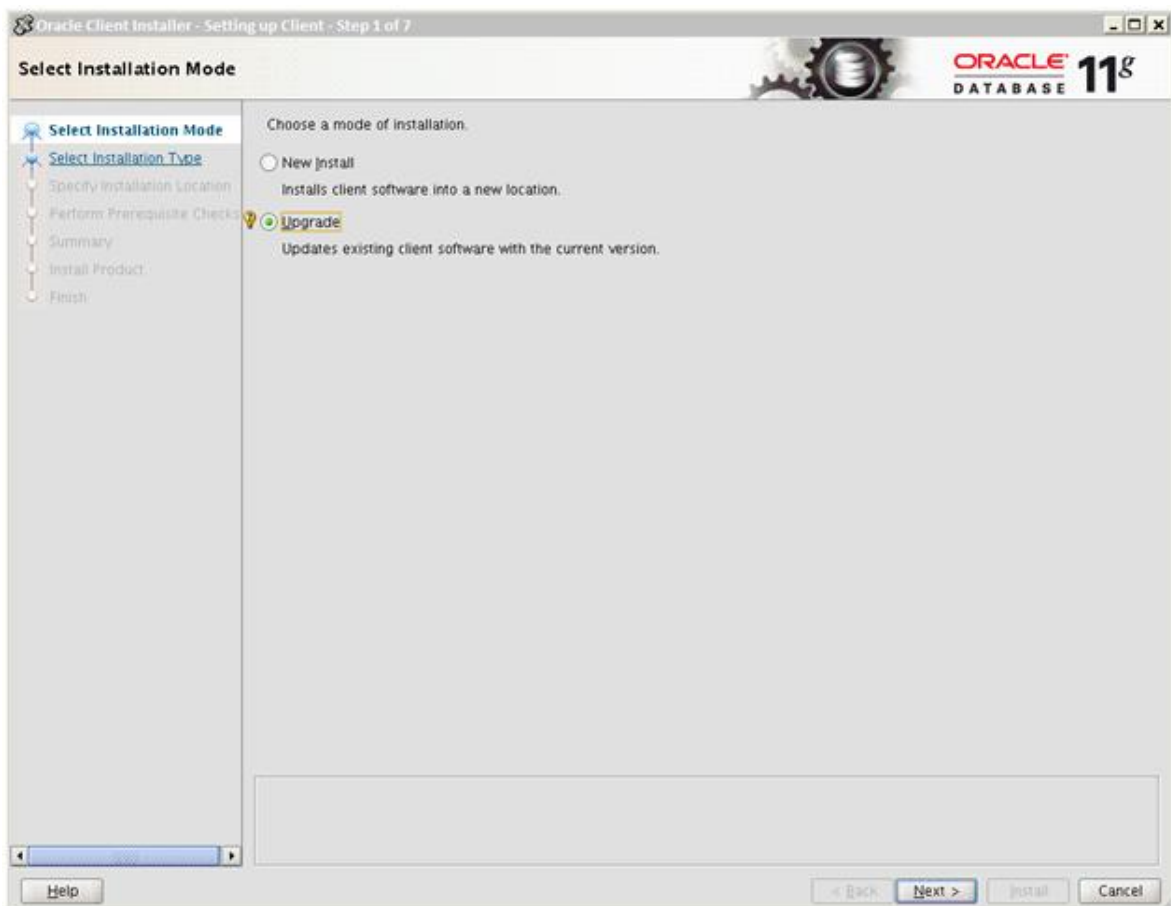 Oracle Client Installer - Setting up Client - Step 1 of 7
Select Installation Mode
ORACLE
DATABASE 11g
Select Installation Mode
Select Installation Type
Specify Installation Location
Perform Prerequisite Checks
Summary
Install Product
Finish
Choose a mode of installation.
New Install
Installs client software into a new location.
Upgrade
Updates existing client software with the current version.
Help
< Back
Next >
Install
Cancel